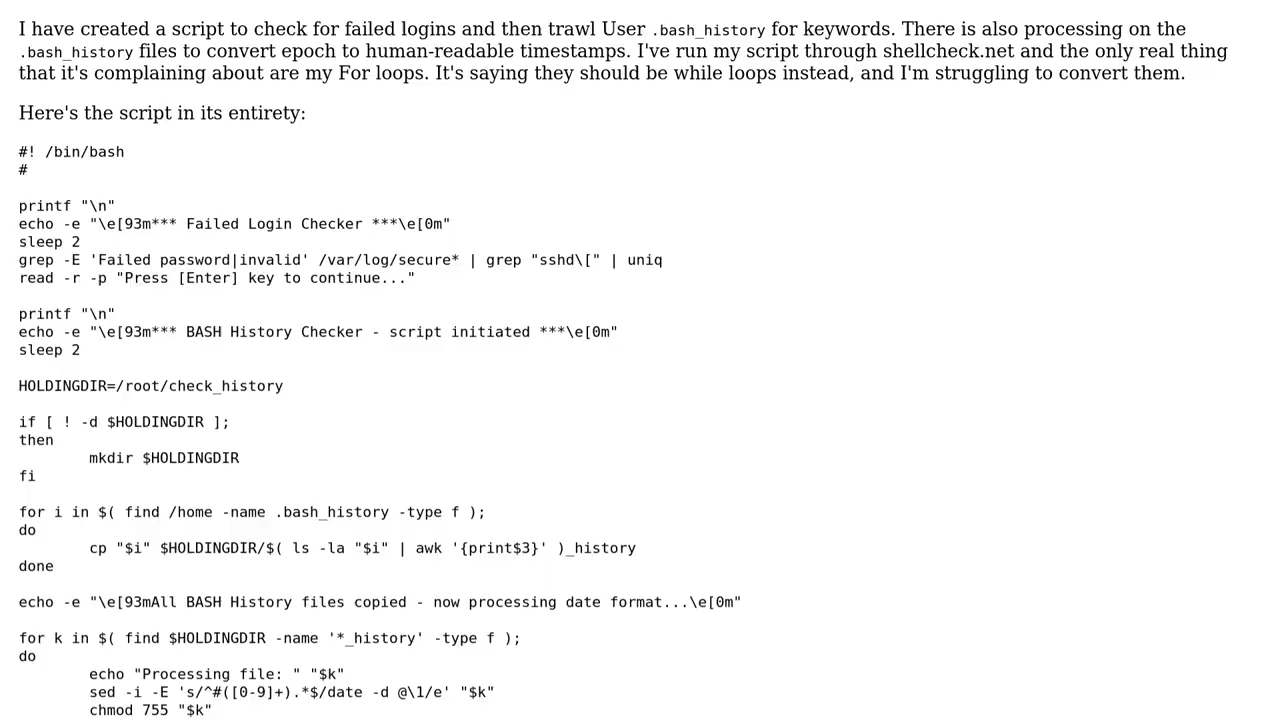 I have created a script to check for failed logins and then trawl User .bash_history for keywords. There is also processing on the
.bash_history files to convert epoch to human-readable timestamps. I've run my script through shellcheck.net and the only real thing
that it's complaining about are my For loops. It's saying they should be while loops instead, and I'm struggling to convert them.
Here's the script in its entirety:
#! /bin/bash
#
printf "\n"
echo -e "\e[93m*** Failed Login Checker ***\e[0m"
sleep 2
grep -E 'Failed password|invalid' /var/log/secure* | grep "sshd\[" | uniq
read -r -p "Press [Enter] key to continue..."
printf "\n"
echo -e "\e[93m*** BASH History Checker - script initiated ***\e[0m"
sleep 2
HOLDINGDIR=/root/check_history
if [ ! -d $HOLDINGDIR ];
then
        mkdir $HOLDINGDIR
fi
for i in $( find /home -name .bash_history -type f );
do
        cp "$i" $HOLDINGDIR/$( ls -la "$i" | awk '{print$3}' )_history
done
echo -e "\e[93mAll BASH History files copied - now processing date format...\e[0m"
for k in $( find $HOLDINGDIR -name '*_history' -type f );
do
        echo "Processing file: " "$k"
        sed -i -E 's/^#([0-9]+).*$/date -d @\1/e' "$k"
        chmod 755 "$k"